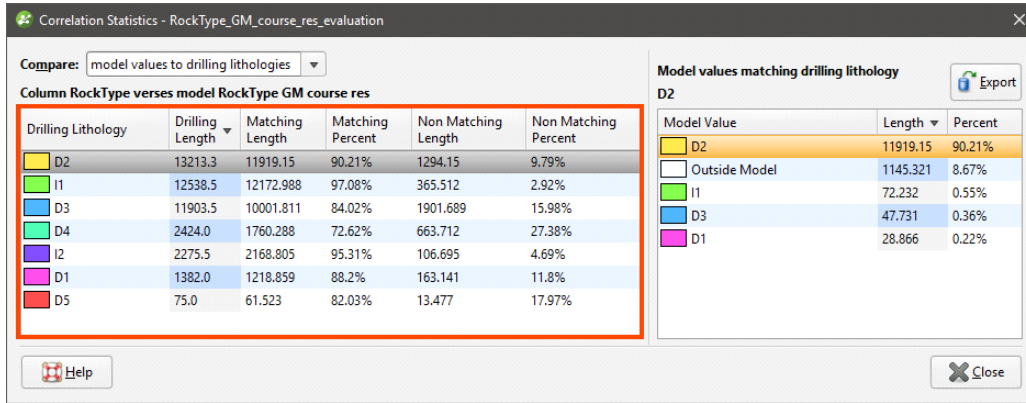 Correlation Statistics - RockType_GM_course_res_evaluation
Compare: model values to drilling lithologies
Column RockType verses model RockType GM course res
Drilling Lithology Drilling Length Matching Length Matching Percent Non Matching Length Non Matching Percent
D2 13213.3 11919.15 90.21% 1294.15 9.79%
I1 12538.5 12172.988 97.08% 365.512 2.92%
D3 11903.5 10001.811 84.02% 1901.689 15.98%
D4 2424.0 1760.288 72.62% 663.712 27.38%
I2 2275.5 2168.805 95.31% 106.695 4.69%
D1 1382.0 1218.859 88.2% 163.141 11.8%
D5 75.0 61.523 82.03% 13.477 17.97%
Model values matching drilling lithology
D2
Export
Model Value Length Percent
D2 11919.15 90.21%
Outside Model 1145.321 8.67%
I1 72.232 0.55%
D3 47.731 0.36%
D1 28.866 0.22%
Help
Close